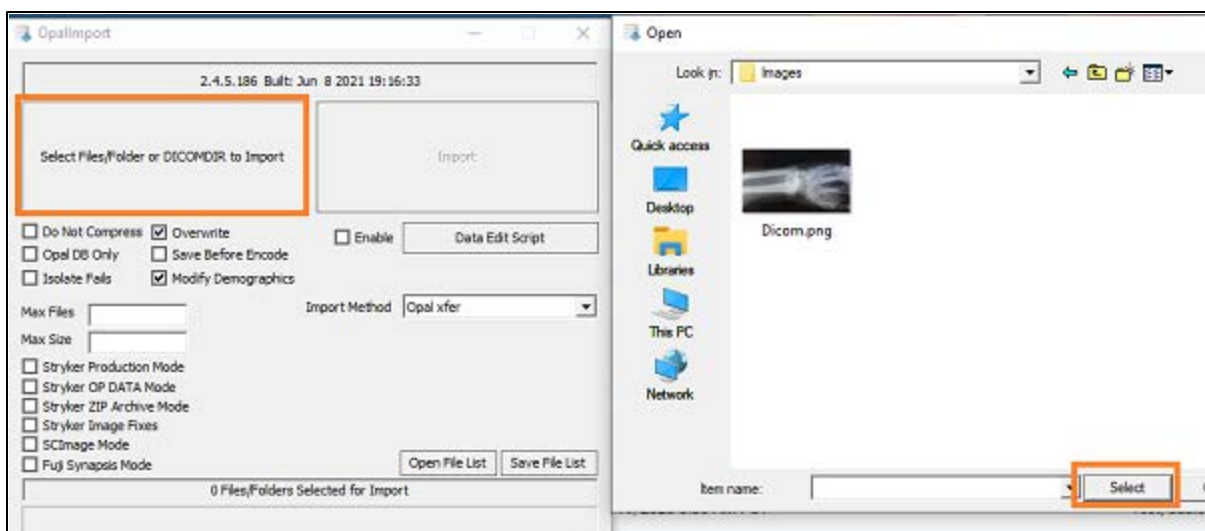 OpalImport
2.4.5.186 Built: Jun 8 2021 19:16:33
Select Files/Folder or DICOMDIR to Import
Import
Do Not Compress
Overwrite
Enable
Data Edit Script
Opal DB Only
Save Before Encode
Isolate Fails
Modify Demographics
Max Files
Import Method
Opal xfer
Max Size
Stryker Production Mode
Stryker OP DATA Mode
Stryker ZIP Archive Mode
Stryker Image Fixes
SCImage Mode
Fuji Synapsis Mode
Open File List
Save File List
0 Files/Folders Selected for Import
Open
Look in:
Images
Quick access
Desktop
Libraries
This PC
Network
Dicom.png
Item name:
Select